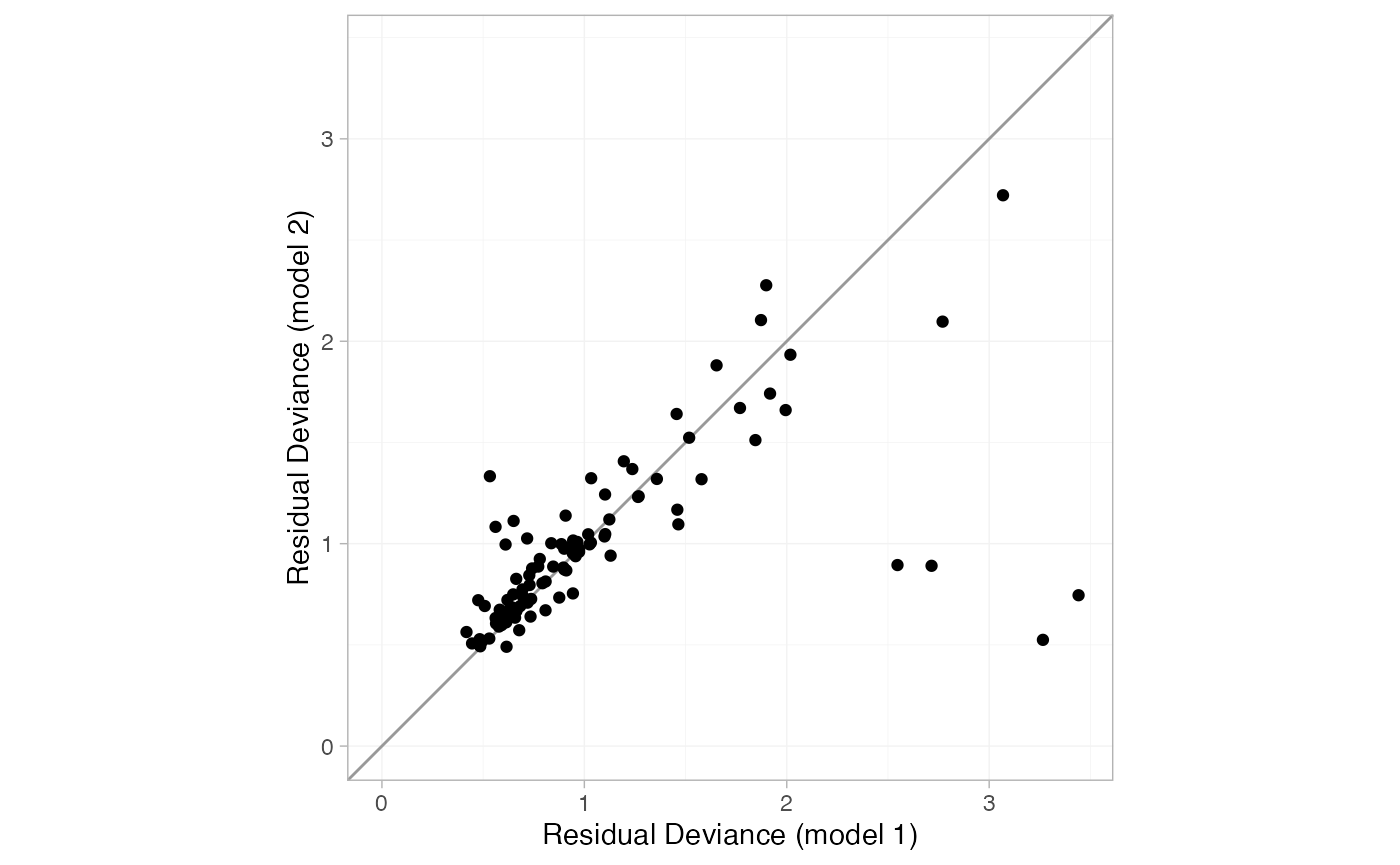 Residual Deviance (model 2)
3
2
1
0
0 1 2 3
Residual Deviance (model 1)